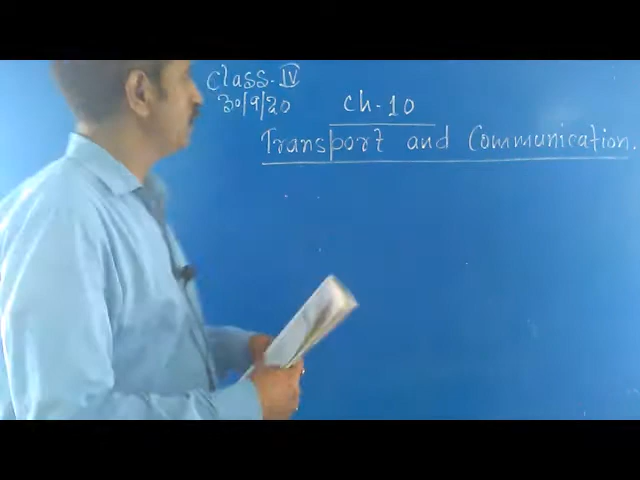 Class-IV
30/9/20
Ch-10
Transport and Communication.